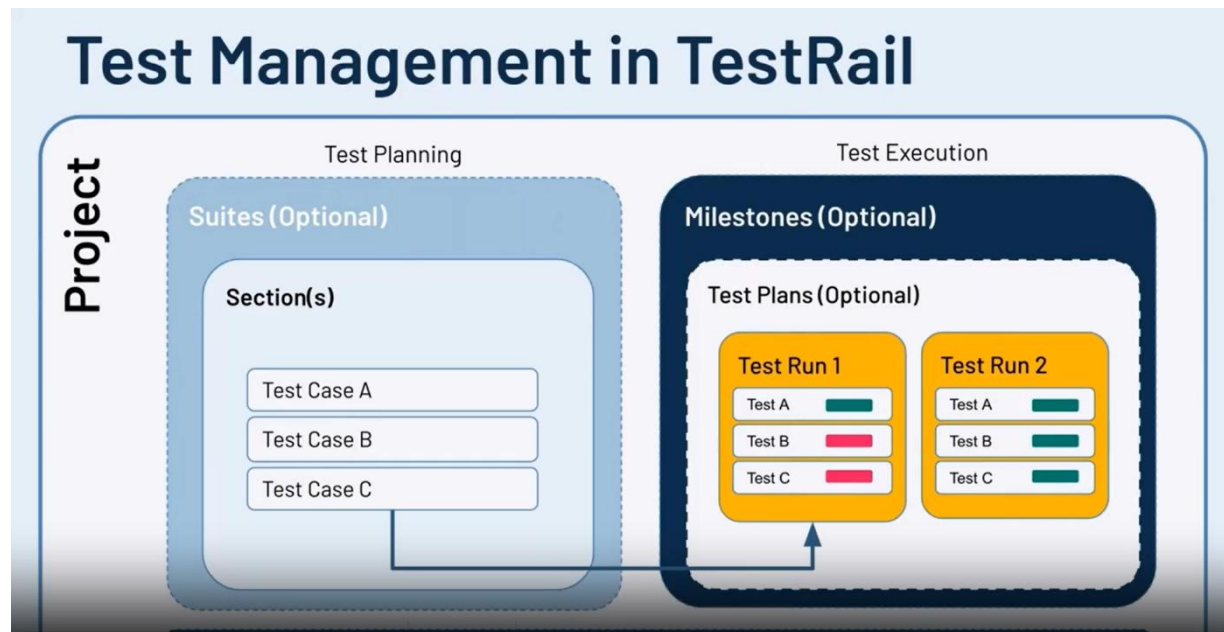 Test Management in TestRail
Project
Test Planning
Suites (Optional)
Section(s)
Test Case A
Test Case B
Test Case C
Test Execution
Milestones (Optional)
Test Plans (Optional)
Test Run 1
Test A
Test B
Test C
Test Run 2
Test A
Test B
Test C